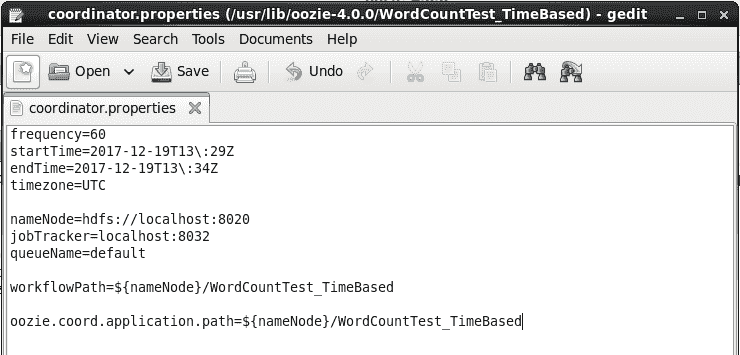 coordinator.properties (/usr/lib/oozie-4.0.0/WordCountTest_TimeBased) - gedit
File Edit View Search Tools Documents Help
Open Save Undo
coordinator.properties
frequency=60
startTime=2017-12-19T13\:29Z
endTime=2017-12-19T13\:34Z
timezone=UTC
nameNode=hdfs://localhost:8020
jobTracker=localhost:8032
queueName=default
workflowPath=${nameNode}/WordCountTest_TimeBased
oozie.coord.application.path=${nameNode}/WordCountTest_TimeBased